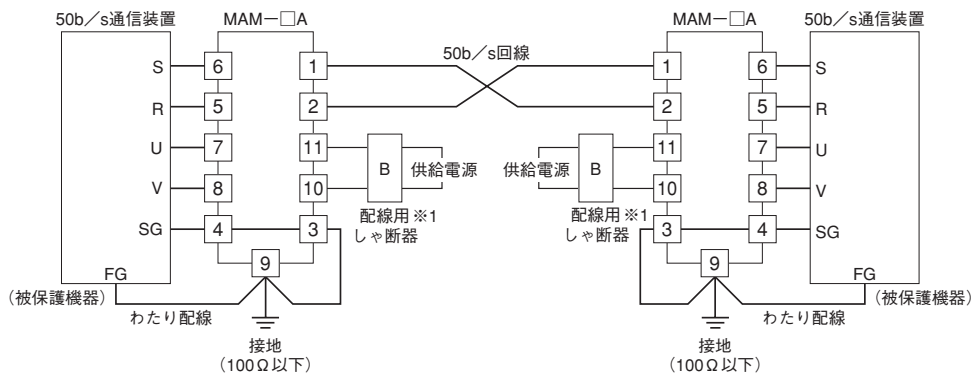 50b／s通信装置
MAM－□A
MAM－□A
50b／s通信装置
50b／s回線
S
6
1
1
6
S
R
5
2
2
5
R
U
7
11
B
供給電源
供給電源
B
11
7
U
V
8
10
10
8
V
配線用※1
しゃ断器
配線用※1
しゃ断器
SG
4
3
3
4
SG
9
9
FG
FG
（被保護機器）
（被保護機器）
わたり配線
わたり配線
接地
（100Ω以下）
接地
（100Ω以下）